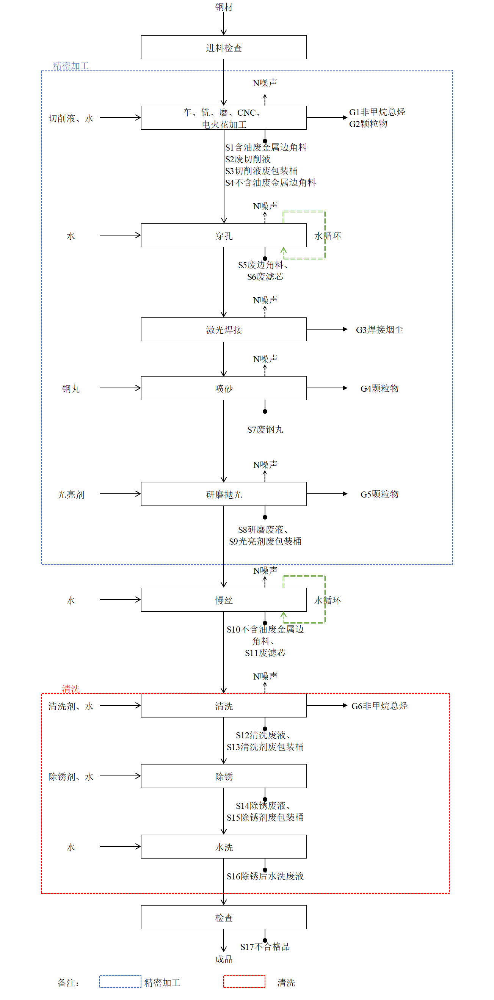 钢材
进料检查
精密加工
N噪声
切削液、水
车、铣、磨、CNC、
电火花加工
G1非甲烷总烃
G2颗粒物
S1含油废金属边角料
S2废切削液
S3切削液废包装桶
S4不含油废金属边角料
N噪声
水
穿孔
水循环
S5废边角料、
S6废滤芯
N噪声
激光焊接
G3焊接烟尘
N噪声
钢丸
喷砂
G4颗粒物
S7废钢丸
N噪声
光亮剂
研磨抛光
G5颗粒物
S8研磨废液、
S9光亮剂废包装桶
N噪声
水
慢丝
水循环
S10不含油废金属边
角料、
S11废滤芯
N噪声
清洗
清洗剂、水
清洗
G6非甲烷总烃
S12清洗废液、
S13清洗剂废包装桶
除锈剂、水
除锈
S14除锈废液、
S15除锈剂废包装桶
水
水洗
S16除锈后水洗废液
检查
S17不合格品
成品
备注：
精密加工
清洗